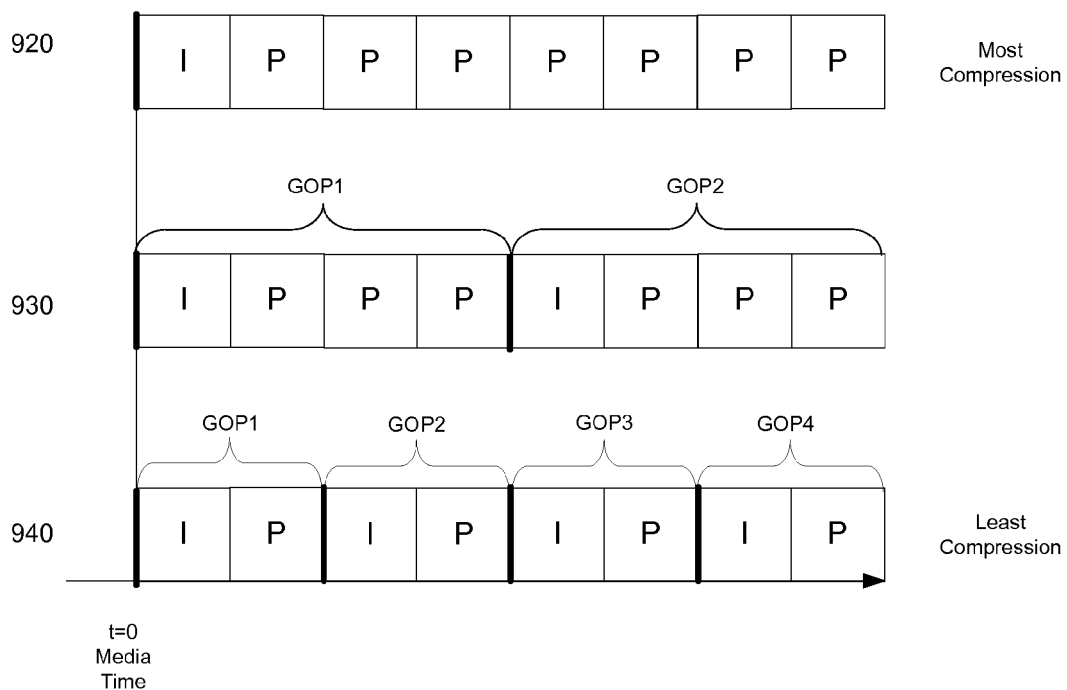 920 I P P P P P P P Most
Compression
GOP1 GOP2
930 I P P P I P P P
GOP1 GOP2 GOP3 GOP4
940 I P I P I P I P Least
Compression
t=0
Media
Time